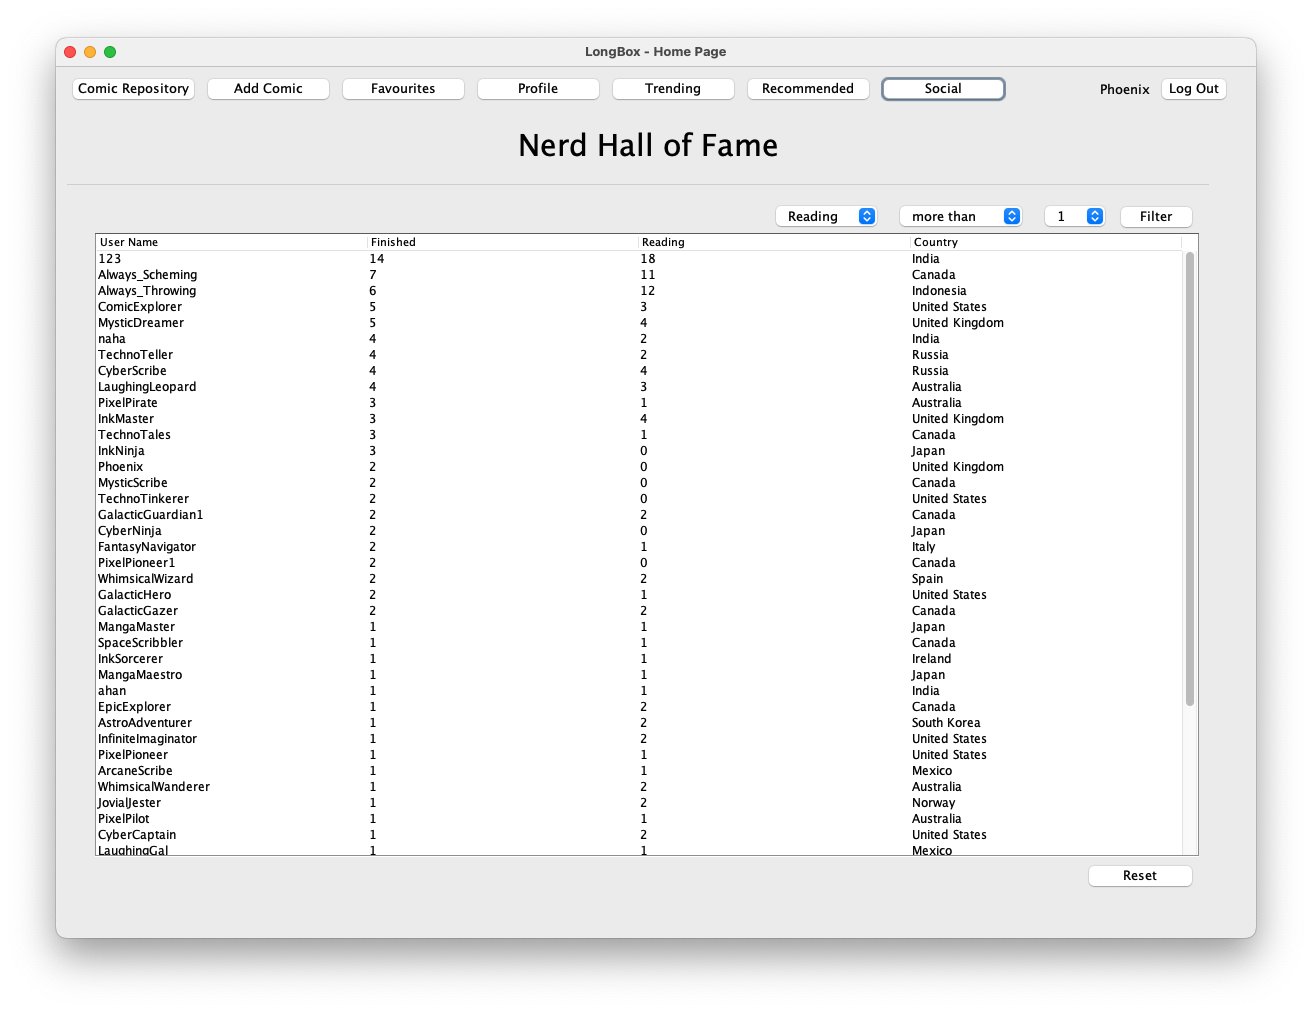 LongBox - Home Page
Comic Repository Add Comic Favourites Profile Trending Recommended Social Phoenix Log Out
Nerd Hall of Fame
Reading more than 1 Filter
User Name Finished Reading Country
123 14 18 India
Always_Scheming 7 11 Canada
Always_Throwing 6 12 Indonesia
ComicExplorer 5 3 United States
MysticDreamer 5 4 United Kingdom
naha 4 2 India
TechnoTeller 4 2 Russia
CyberScribe 4 4 Russia
LaughingLeopard 4 3 Australia
PixelPirate 3 1 Australia
InkMaster 3 4 United Kingdom
TechnoTales 3 1 Canada
InkNinja 3 0 Japan
Phoenix 2 0 United Kingdom
MysticScribe 2 0 Canada
TechnoTinkerer 2 0 United States
GalacticGuardian1 2 2 Canada
CyberNinja 2 0 Japan
FantasyNavigator 2 1 Italy
PixelPioneer1 2 0 Canada
WhimsicalWizard 2 2 Spain
GalacticHero 2 1 United States
GalacticGazer 2 2 Canada
MangaMaster 1 1 Japan
SpaceScribbler 1 1 Canada
InkSorcerer 1 1 Ireland
MangaMaestro 1 1 Japan
ahan 1 1 India
EpicExplorer 1 2 Canada
AstroAdventurer 1 2 South Korea
InfiniteImaginator 1 2 United States
PixelPioneer 1 1 United States
ArcaneScribe 1 1 Mexico
WhimsicalWanderer 1 2 Australia
JovialJester 1 2 Norway
PixelPilot 1 1 Australia
CyberCaptain 1 2 United States
LaughingGal 1 1 Mexico
Reset